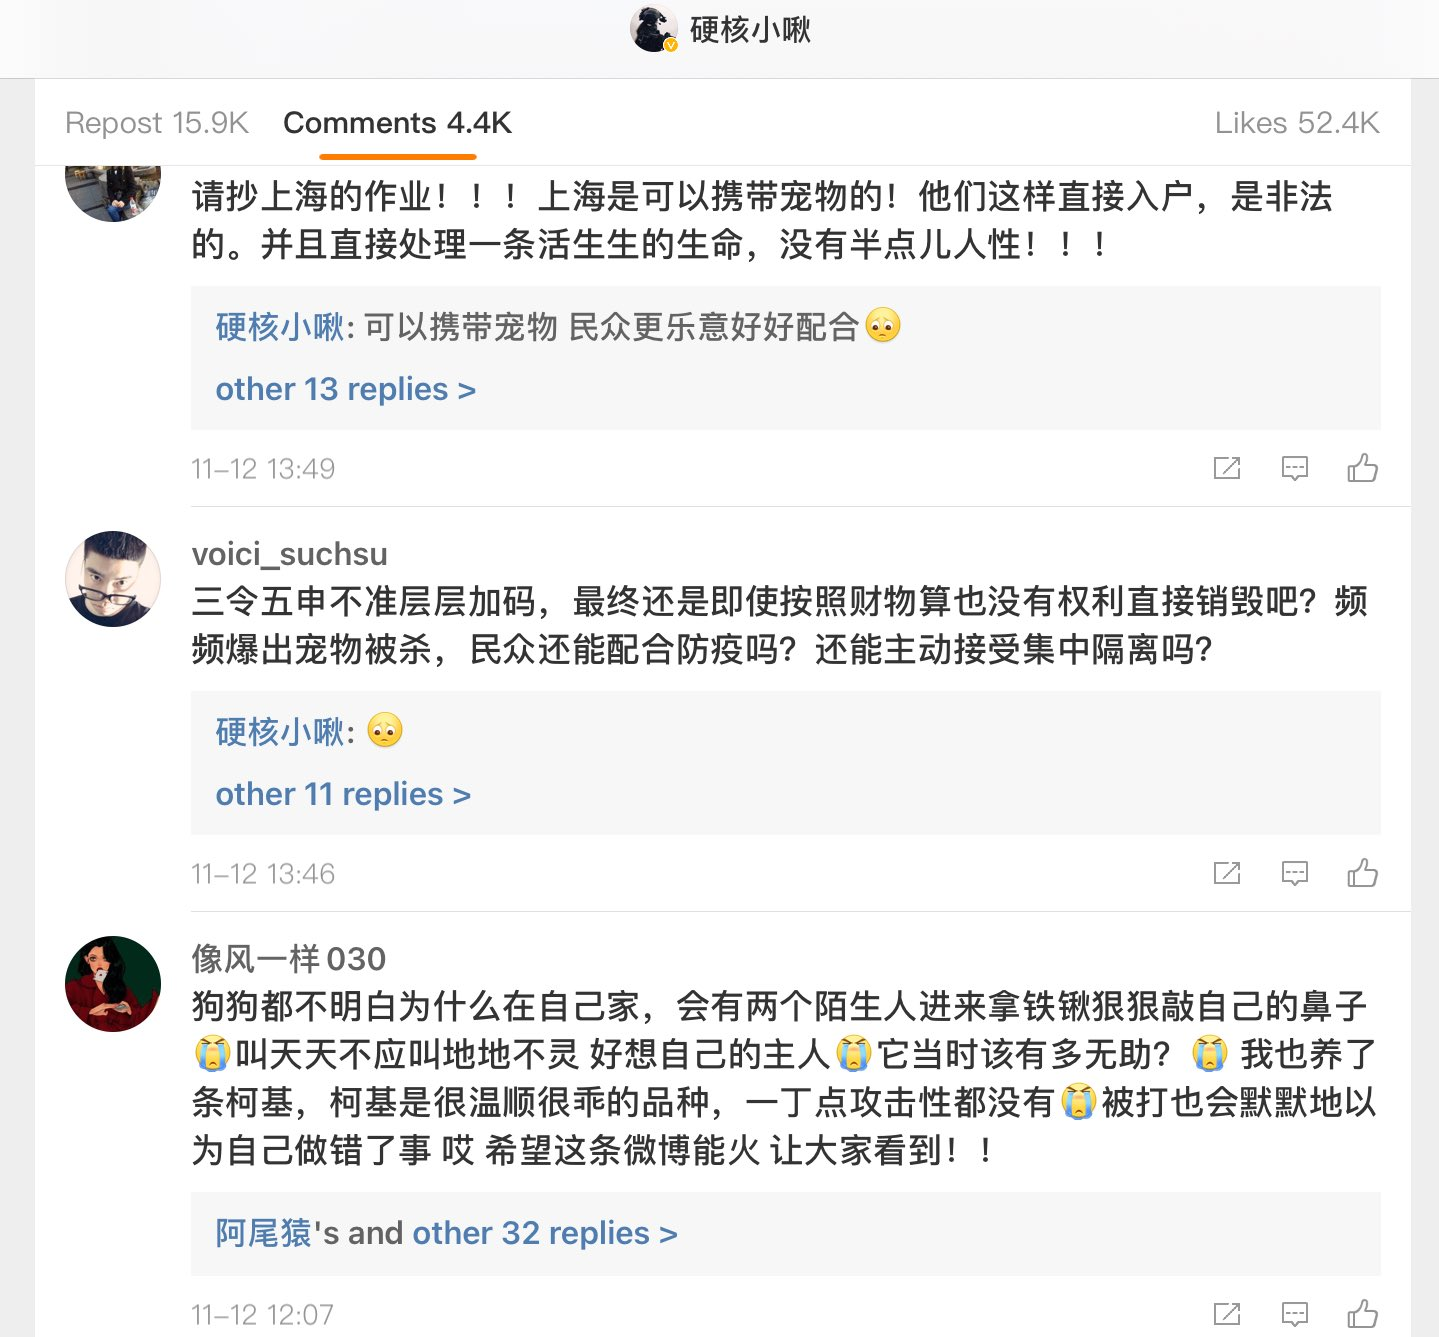 硬核小啾
Repost 15.9K Comments 4.4K Likes 52.4K
请抄上海的作业！！！上海是可以携带宠物的！他们这样直接入户，是非法
的。并且直接处理一条活生生的生命，没有半点儿人性！！！
硬核小啾: 可以携带宠物 民众更乐意好好配合🥺
other 13 replies >
11-12 13:49
voici_suchsu
三令五申不准层层加码，最终还是即使按照财物算也没有权利直接销毁吧？频
频爆出宠物被杀，民众还能配合防疫吗？还能主动接受集中隔离吗？
硬核小啾: 🥺
other 11 replies >
11-12 13:46
像风一样030
狗狗都不明白为什么在自己家，会有两个陌生人进来拿铁锹狠狠敲自己的鼻子
😭叫天天不应叫地地不灵 好想自己的主人😭它当时该有多无助？😭 我也养了
条柯基，柯基是很温顺很乖的品种，一丁点攻击性都没有😭被打也会默默地以
为自己做错了事 哎 希望这条微博能火 让大家看到！！
阿尾猿's and other 32 replies >
11-12 12:07